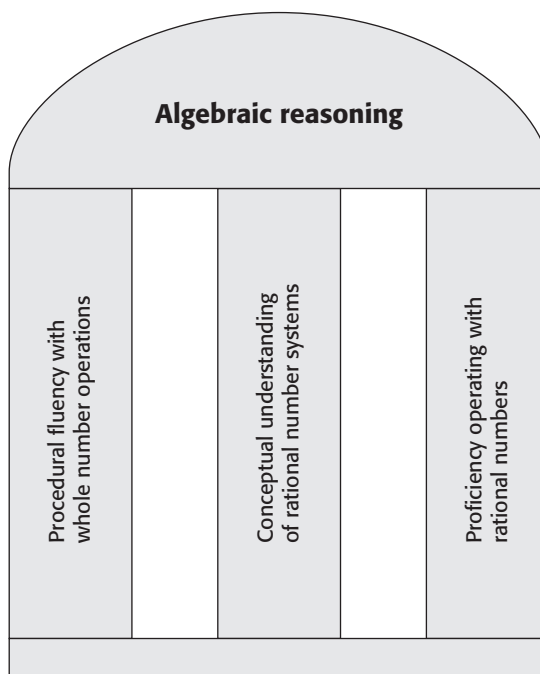 Algebraic reasoning
Procedural fluency with
whole number operations
Conceptual understanding
of rational number systems
Proficiency operating with
rational numbers